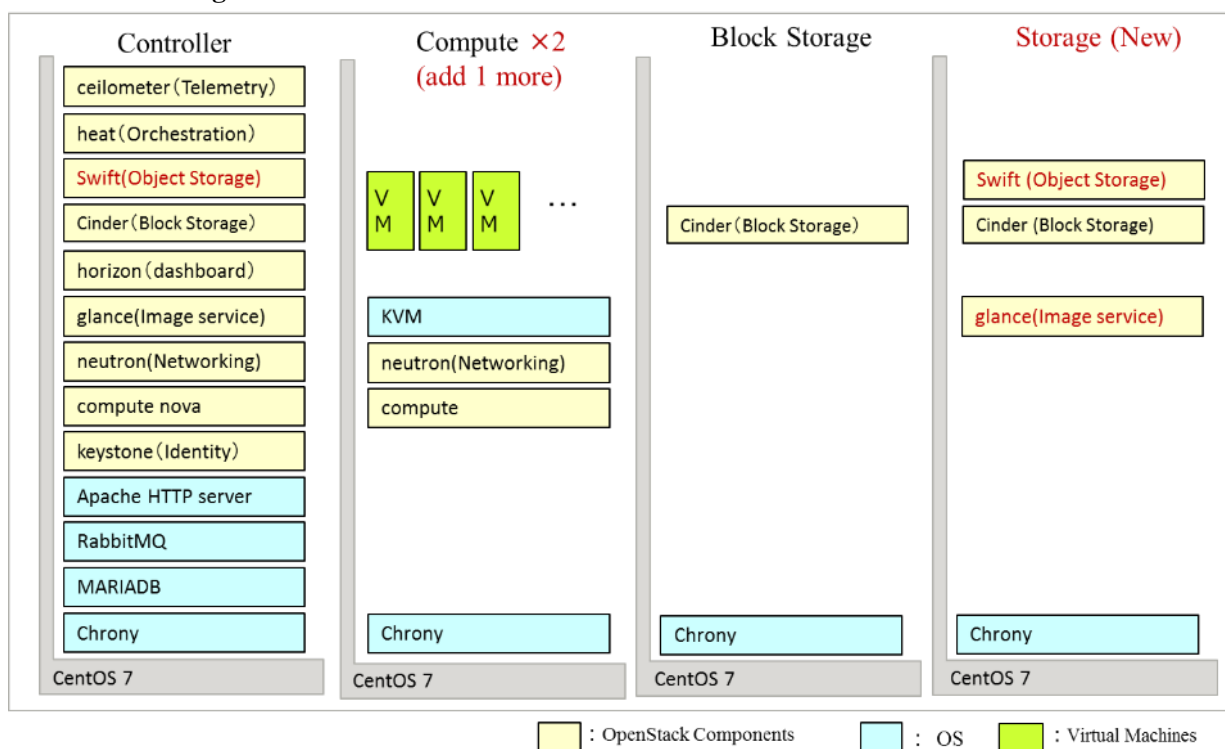 Controller
ceilometer（Telemetry）
heat（Orchestration）
Swift(Object Storage)
Cinder（Block Storage）
horizon（dashboard）
glance(Image service)
neutron(Networking)
compute nova
keystone（Identity）
Apache HTTP server
RabbitMQ
MARIADB
Chrony
CentOS 7
Compute ×2
(add 1 more)
V
M
V
M
V
M
…
KVM
neutron(Networking)
compute
Chrony
CentOS 7
Block Storage
Cinder（Block Storage）
Chrony
CentOS 7
Storage (New)
Swift (Object Storage)
Cinder (Block Storage)
glance(Image service)
Chrony
CentOS 7
: OpenStack Components
: OS
: Virtual Machines